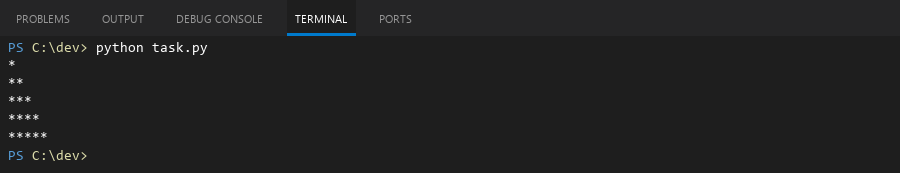 PROBLEMS OUTPUT DEBUG CONSOLE TERMINAL PORTS
PS C:\dev> python task.py
*
**
***
****
*****
PS C:\dev>